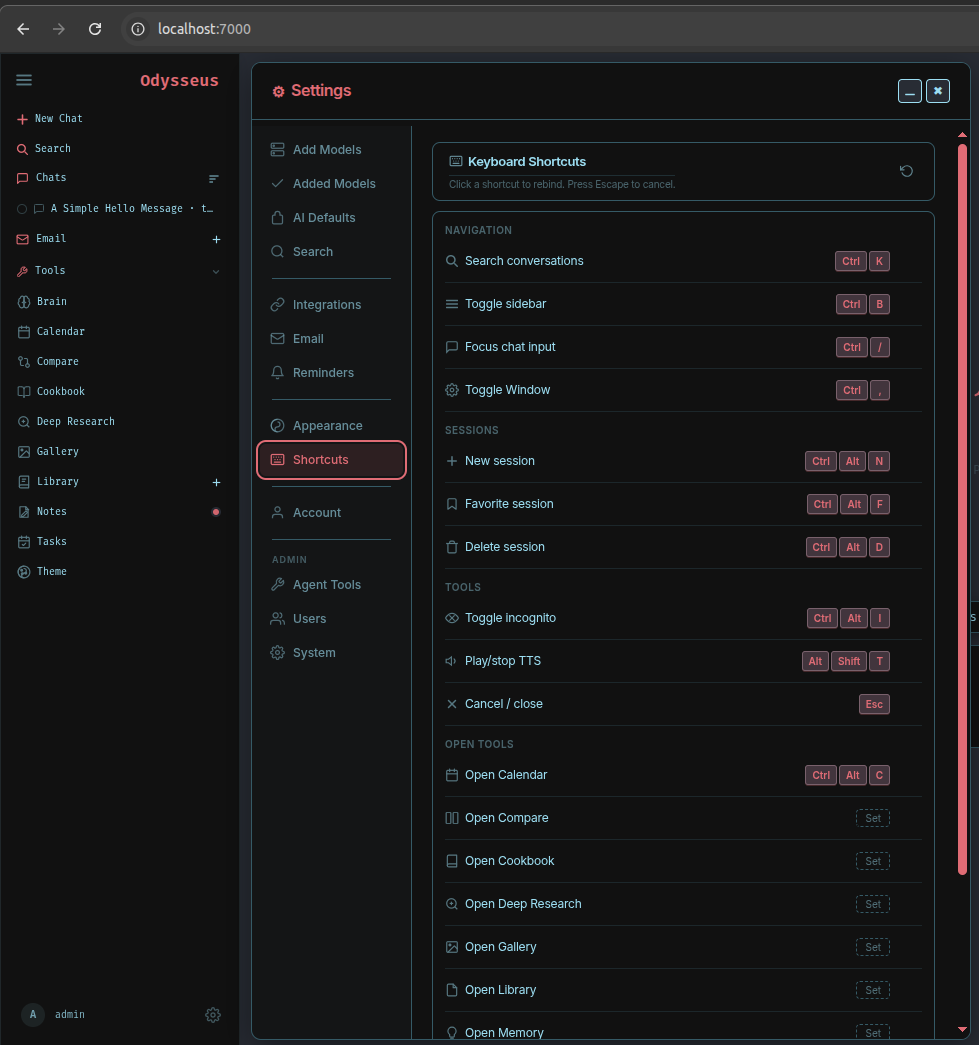 localhost:7000
Odysseus
New Chat
Search
Chats
A Simple Hello Message · t…
Email
Tools
Brain
Calendar
Compare
Cookbook
Deep Research
Gallery
Library
Notes
Tasks
Theme
A admin
Settings
Add Models
Added Models
AI Defaults
Search
Integrations
Email
Reminders
Appearance
Shortcuts
Account
ADMIN
Agent Tools
Users
System
Keyboard Shortcuts
Click a shortcut to rebind. Press Escape to cancel.
NAVIGATION
Search conversations Ctrl K
Toggle sidebar Ctrl B
Focus chat input Ctrl /
Toggle Window Ctrl ,
SESSIONS
New session Ctrl Alt N
Favorite session Ctrl Alt F
Delete session Ctrl Alt D
TOOLS
Toggle incognito Ctrl Alt I
Play/stop TTS Alt Shift T
Cancel / close Esc
OPEN TOOLS
Open Calendar Ctrl Alt C
Open Compare Set
Open Cookbook Set
Open Deep Research Set
Open Gallery Set
Open Library Set
Open Memory Set